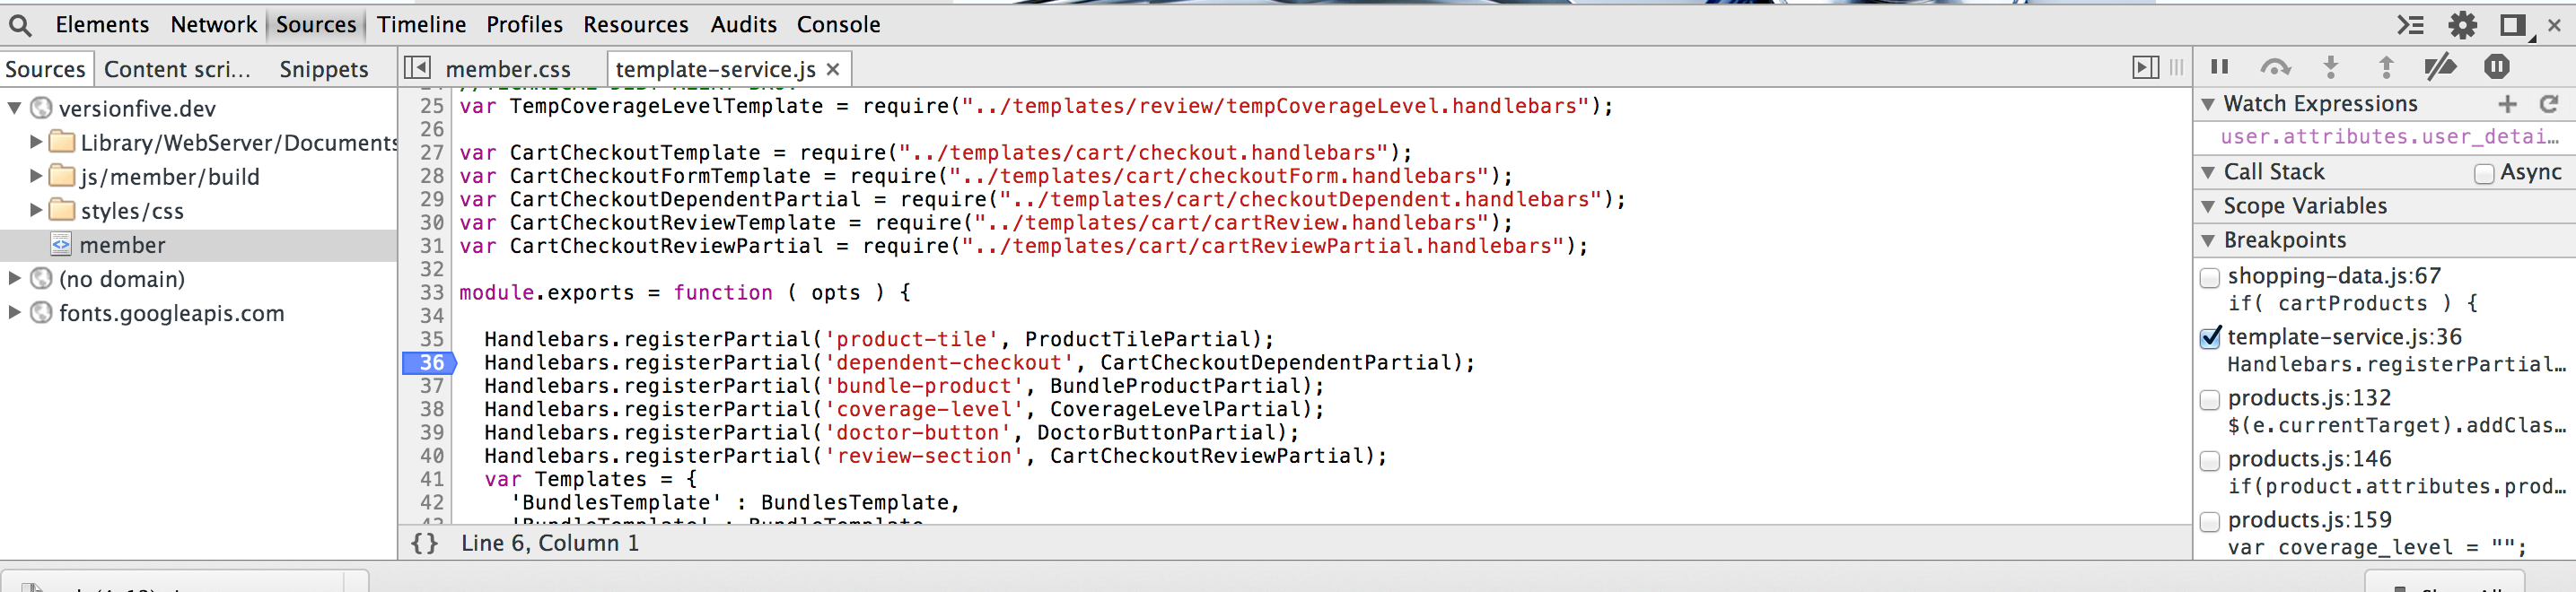 Elements Network Sources Timeline Profiles Resources Audits Console
Sources Content scri... Snippets member.css template-service.js ×
versionfive.dev
Library/WebServer/Documents
js/member/build
styles/css
<> member
(no domain)
fonts.googleapis.com
25 var TempCoverageLevelTemplate = require("../templates/review/tempCoverageLevel.handlebars");
26
27 var CartCheckoutTemplate = require("../templates/cart/checkout.handlebars");
28 var CartCheckoutFormTemplate = require("../templates/cart/checkoutForm.handlebars");
29 var CartCheckoutDependentPartial = require("../templates/cart/checkoutDependent.handlebars");
30 var CartCheckoutReviewTemplate = require("../templates/cart/cartReview.handlebars");
31 var CartCheckoutReviewPartial = require("../templates/cart/cartReviewPartial.handlebars");
32
33 module.exports = function ( opts ) {
34
35 Handlebars.registerPartial('product-tile', ProductTilePartial);
36 Handlebars.registerPartial('dependent-checkout', CartCheckoutDependentPartial);
37 Handlebars.registerPartial('bundle-product', BundleProductPartial);
38 Handlebars.registerPartial('coverage-level', CoverageLevelPartial);
39 Handlebars.registerPartial('doctor-button', DoctorButtonPartial);
40 Handlebars.registerPartial('review-section', CartCheckoutReviewPartial);
41 var Templates = {
42 'BundlesTemplate' : BundlesTemplate,
{} Line 6, Column 1
Watch Expressions
user.attributes.user_detai...
Call Stack Async
Scope Variables
Breakpoints
shopping-data.js:67
if( cartProducts ) {
template-service.js:36
Handlebars.registerPartial...
products.js:132
$(e.currentTarget).addClas...
products.js:146
if(product.attributes.prod...
products.js:159
var coverage_level = "";